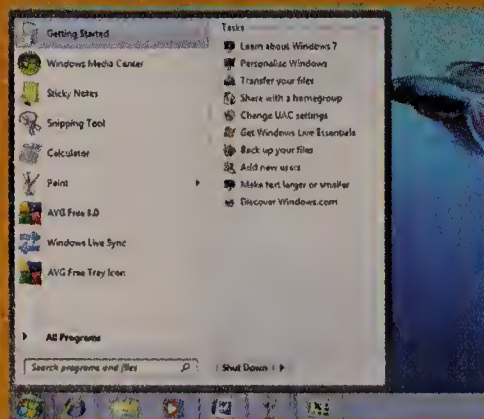 Getting Started
Windows Media Center
Sticky Notes
Snipping Tool
Calculator
Paint
AVG Free 8.0
Windows Live Sync
AVG Free Tray Icon
All Programs
Search programs and files
Tasks
Learn about Windows 7
Personalise Windows
Transfer your files
Share with a homegroup
Change UAC settings
Get Windows Live Essentials
Back up your files
Add new users
Make text larger or smaller
Discover Windows.com
Shut Down